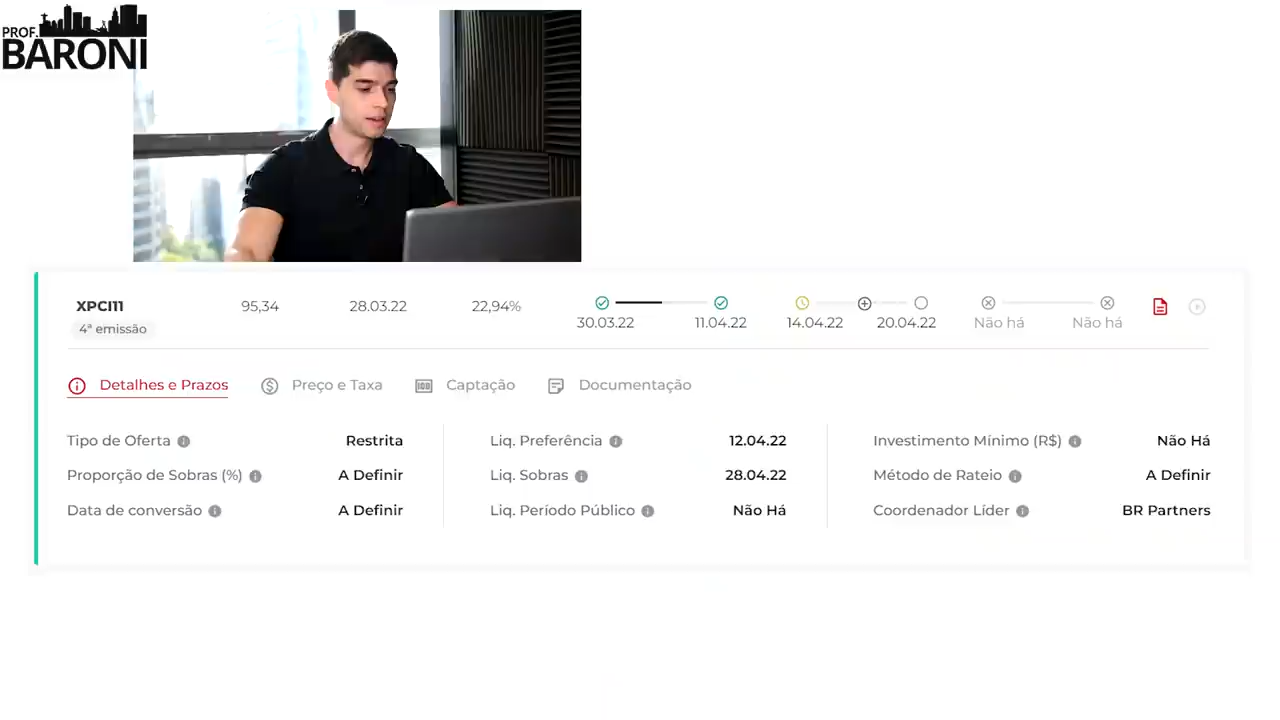 PROF.
BARONI
XPCI11 95,34 28.03.22 22,94% 30.03.22 11.04.22 14.04.22 20.04.22 Não há Não há
4ª emissão
Detalhes e Prazos Preço e Taxa Captação Documentação
Tipo de Oferta Restrita Liq. Preferência 12.04.22 Investimento Mínimo (R$) Não Há
Proporção de Sobras (%) A Definir Liq. Sobras 28.04.22 Método de Rateio A Definir
Data de conversão A Definir Liq. Período Público Não Há Coordenador Líder BR Partners